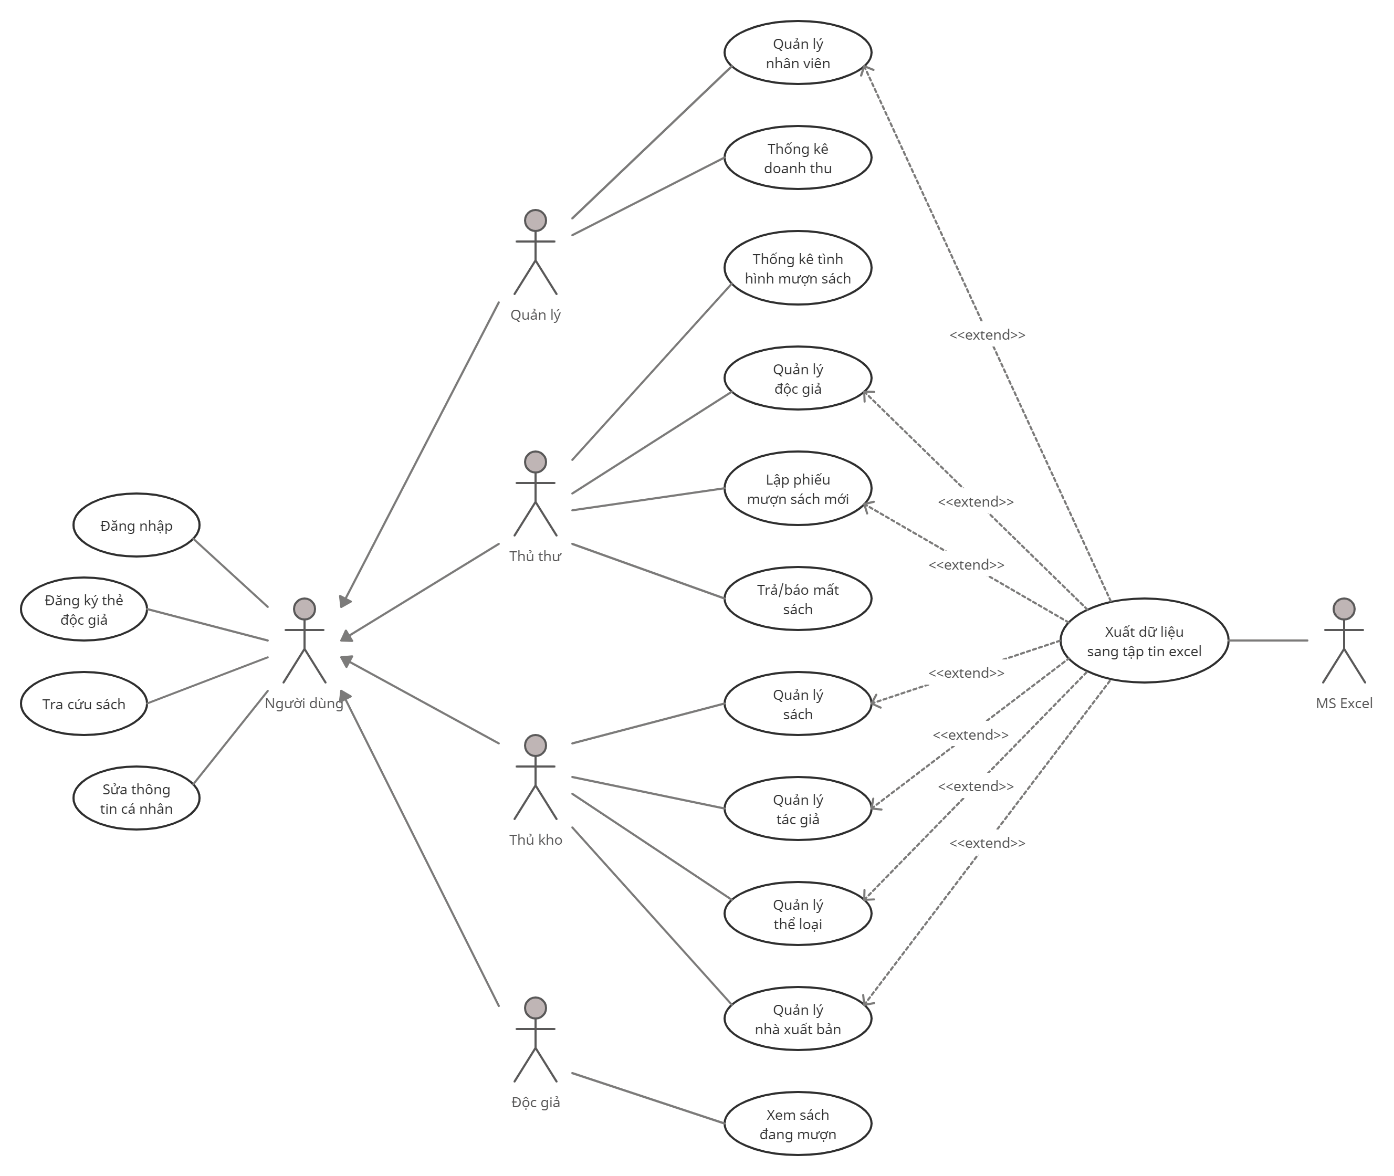 Quản lý
nhân viên
Thống kê
doanh thu
Thống kê tình
hình mượn sách
Quản lý
<<extend>>
Quản lý
độc giả
Lập phiếu
mượn sách mới
<<extend>>
Đăng nhập
Thủ thư
<<extend>>
Trả/báo mất
sách
Đăng ký thẻ
độc giả
Xuất dữ liệu
sang tập tin excel
<<extend>>
Tra cứu sách
Người dùng
Quản lý
sách
MS Excel
<<extend>>
Sửa thông
tin cá nhân
<<extend>>
Quản lý
tác giả
Thủ kho
<<extend>>
Quản lý
thể loại
Quản lý
nhà xuất bản
Độc giả
Xem sách
đang mượn